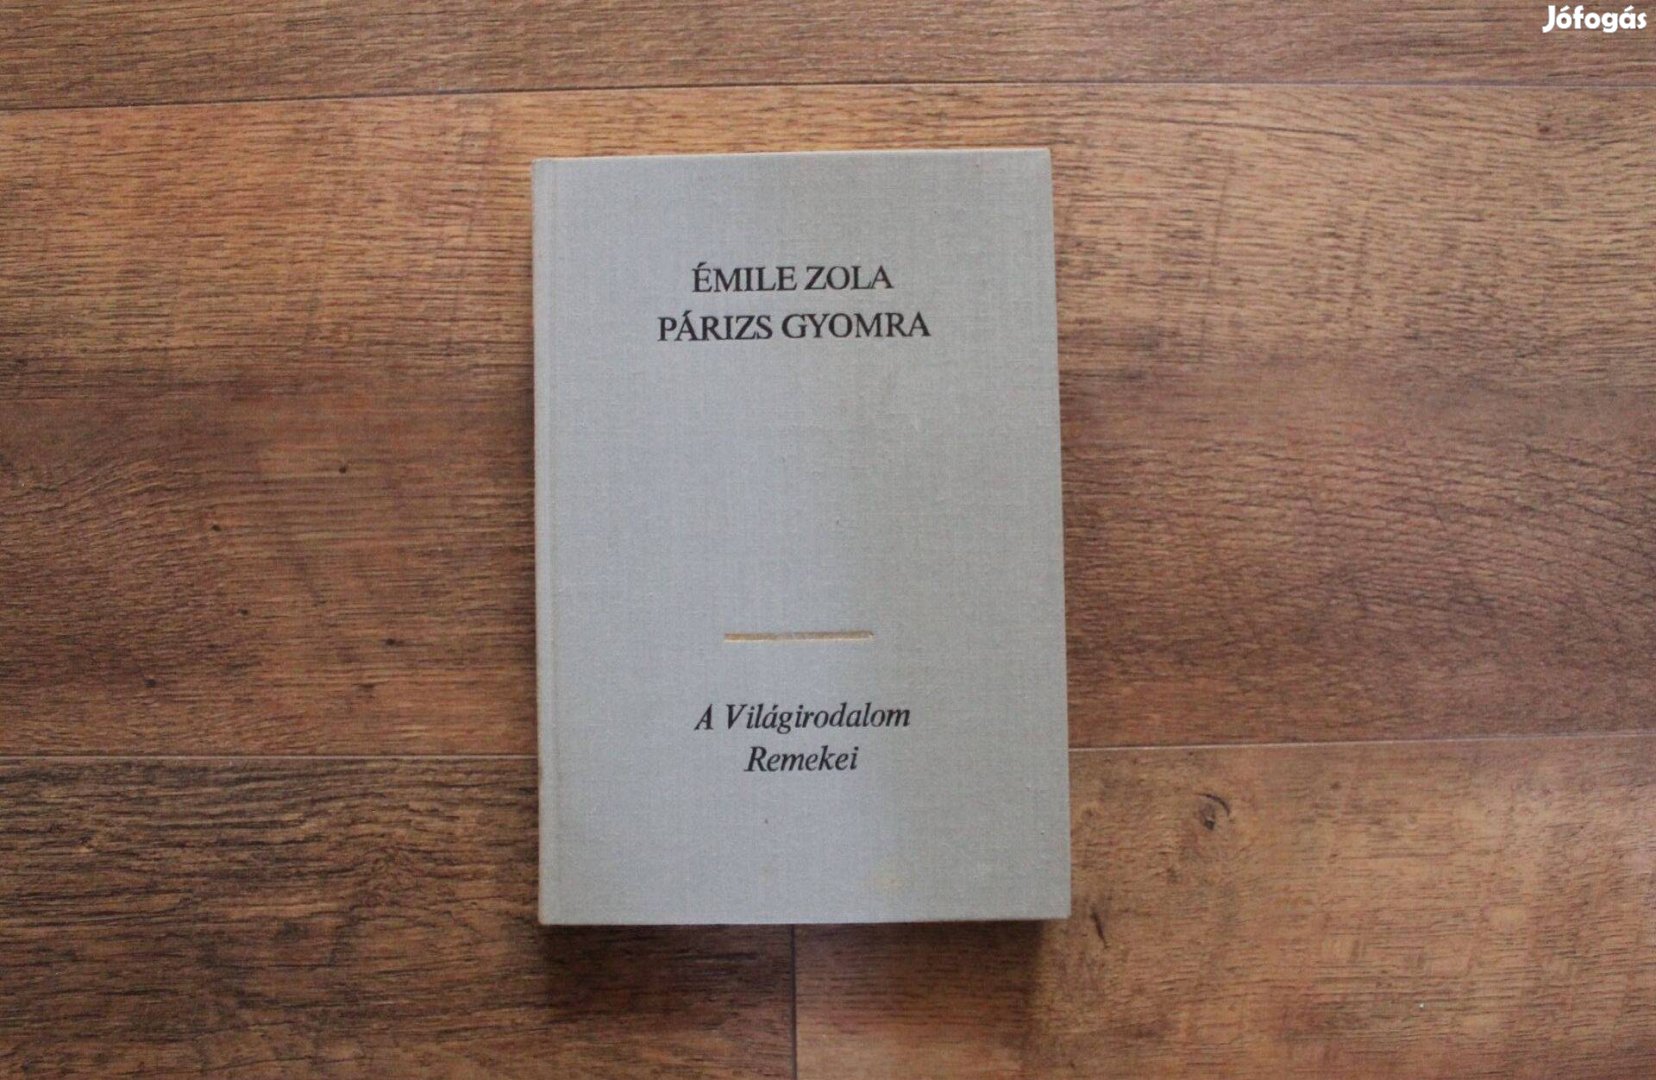 Jófogás
ÉMILE ZOLA
PÁRIZS GYOMRA
A Világirodalom
Remekei